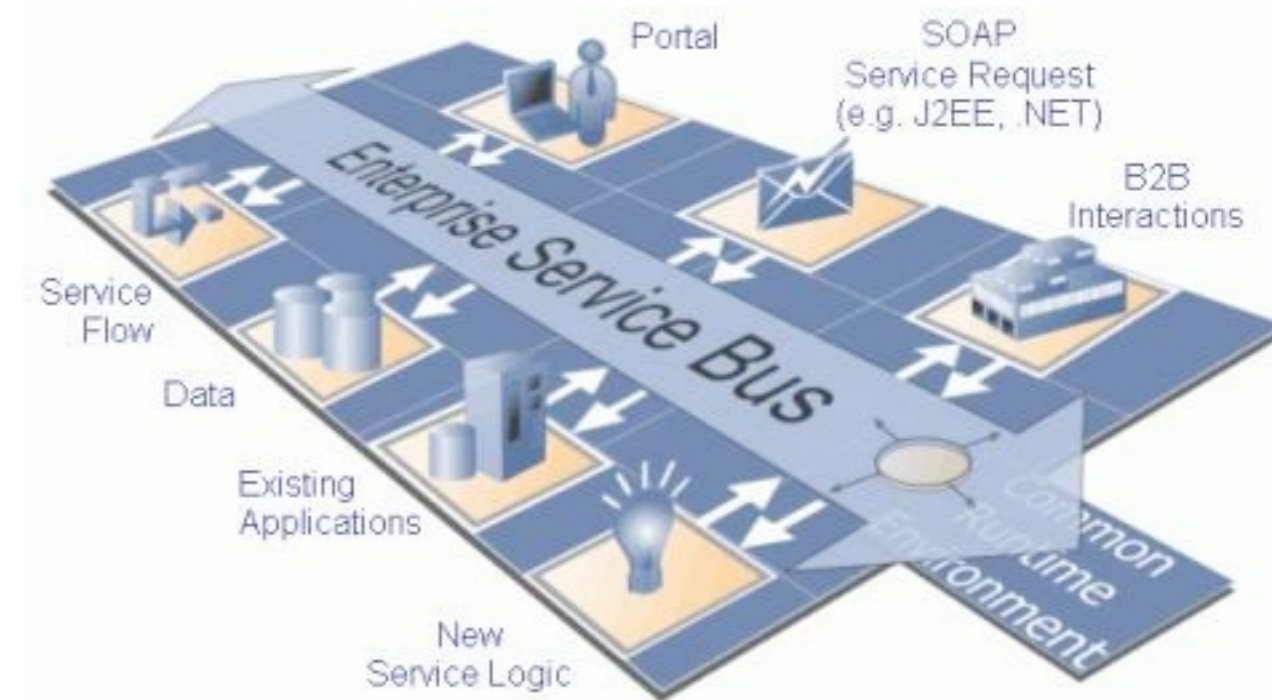 Portal
SOAP
Service Request
(e.g. J2EE, .NET)
B2B
Interactions
Enterprise Service Bus
Service
Flow
Data
Existing
Applications
New
Service Logic
Common
Runtime
Environment